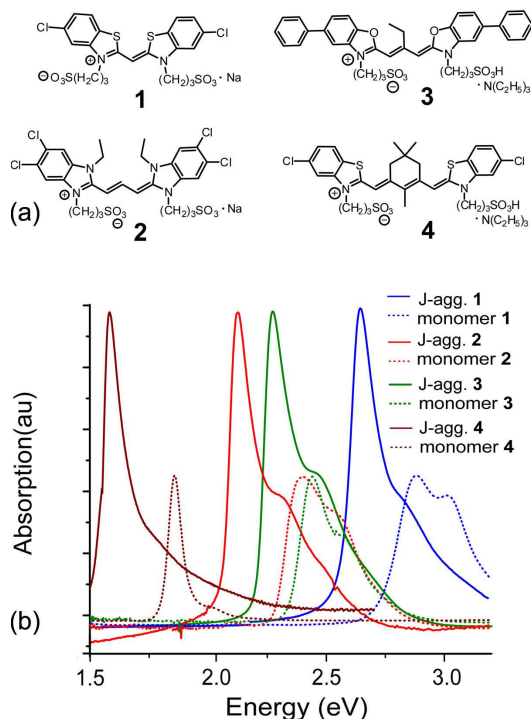 (a)
Cl
S
S
Cl
N
⊕
N
⊖O₃S(H₂C)₃
(CH₂)₃SO₃⁻ · Na
1
O
O
N
⊕
N
(CH₂)₃SO₃
⊖
(CH₂)₃SO₃H
· N(C₂H₅)₃
3
Cl
Cl
N
N
Cl
Cl
N
⊕
N
(CH₂)₃SO₃
⊖
(CH₂)₃SO₃⁻ · Na
2
Cl
S
S
Cl
N
⊕
N
(CH₂)₃SO₃
⊖
(CH₂)₃SO₃H
· N(C₂H₅)₃
4
(b)
Absorption(au)
J-agg. 1
monomer 1
J-agg. 2
monomer 2
J-agg. 3
monomer 3
J-agg. 4
monomer 4
1.5 2.0 2.5 3.0
Energy (eV)